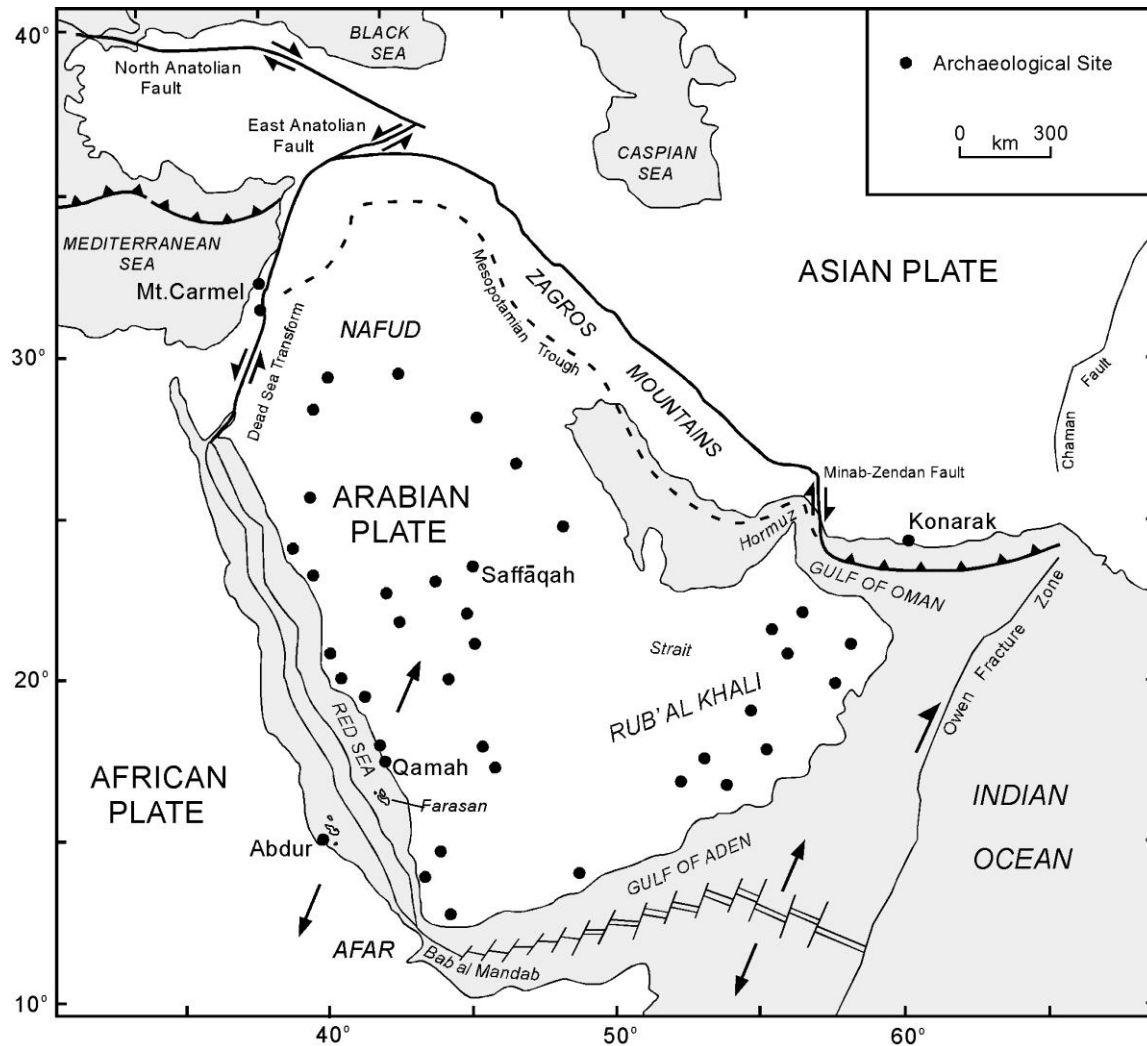 40°
BLACK
SEA
North Anatolian
Fault
Archaeological Site
0 300
km
East Anatolian
Fault
CASPIAN
SEA
MEDITERRANEAN
SEA
ASIAN PLATE
Mt.Carmel
ZAGROS
MOUNTAINS
Mesopotamian
Trough
NAFUD
30°
Dead Sea Transform
Chaman
Fault
Minab-Zendan Fault
ARABIAN
PLATE
Hormuz
Konarak
GULF OF OMAN
Saffāqah
Strait
20°
RUB' AL KHALI
Owen Fracture Zone
RED SEA
Qamah
AFRICAN
PLATE
Farasan
INDIAN
OCEAN
Abdur
GULF OF ADEN
AFAR
Bab al Mandab
10°
40°
50°
60°